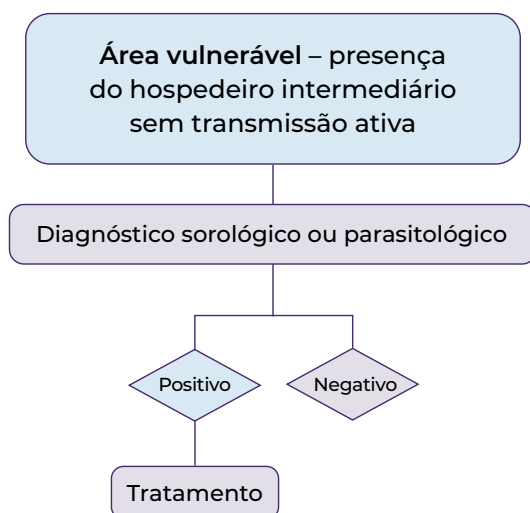 Área vulnerável – presença
do hospedeiro intermediário
sem transmissão ativa
Diagnóstico sorológico ou parasitológico
Positivo
Negativo
Tratamento